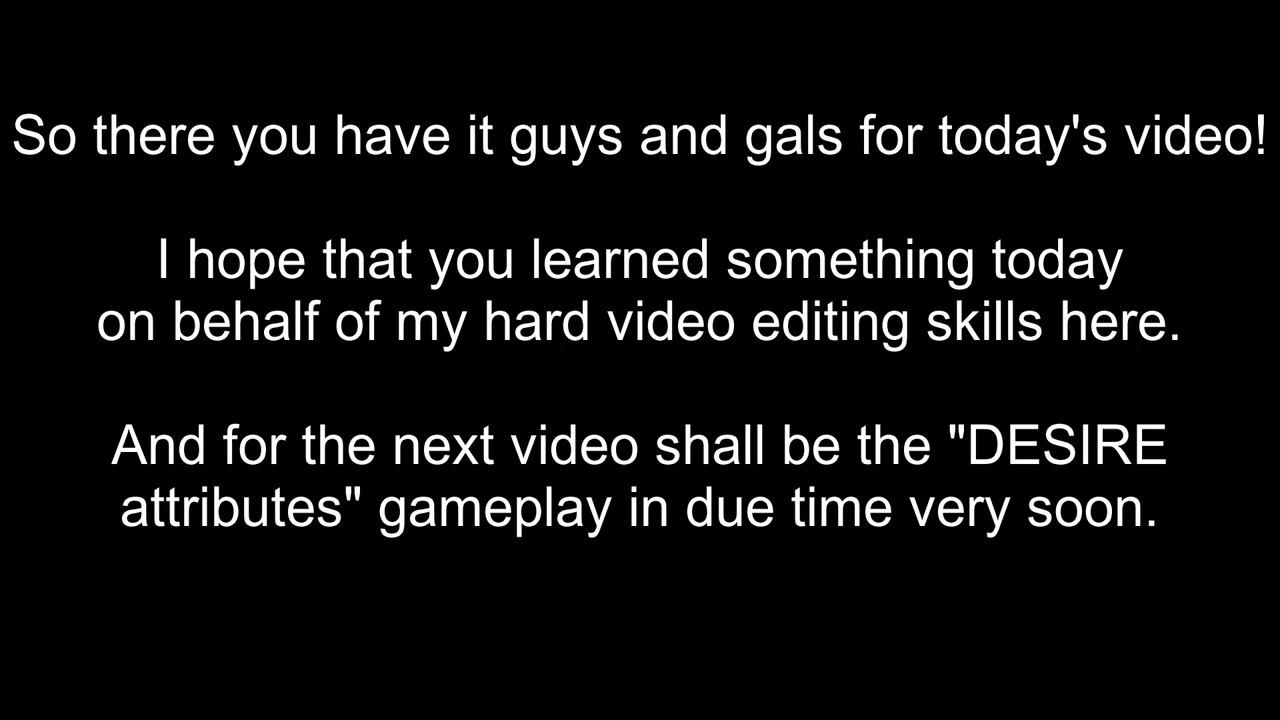 So there you have it guys and gals for today's video!
I hope that you learned something today
on behalf of my hard video editing skills here.
And for the next video shall be the "DESIRE
attributes" gameplay in due time very soon.